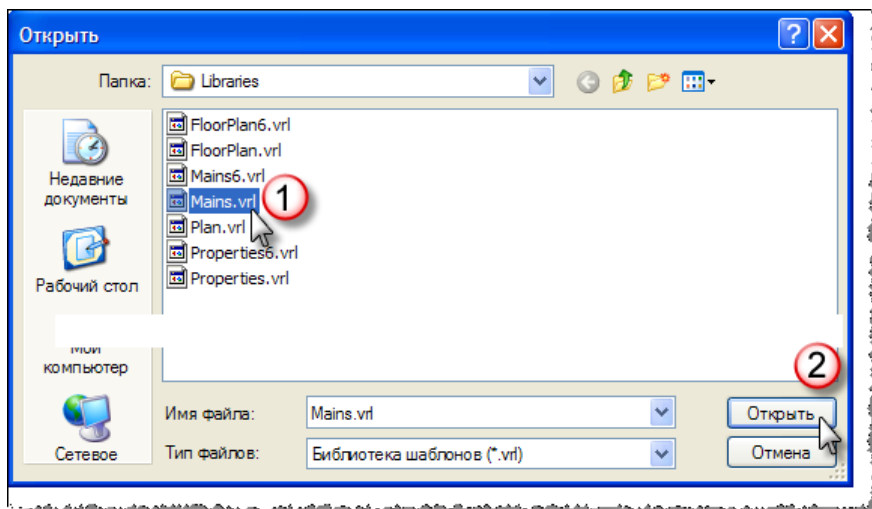 Открыть
Папка: Libraries
FloorPlan6.vrl
FloorPlan.vrl
Mains6.vrl
Mains.vrl
1
Plan.vrl
Properties6.vrl
Properties.vrl
Недавние
документы
Рабочий стол
Мой
компьютер
Сетевое
2
Имя файла: Mains.vrl Открыть
Тип файлов: Библиотека шаблонов (*.vrl) Отмена